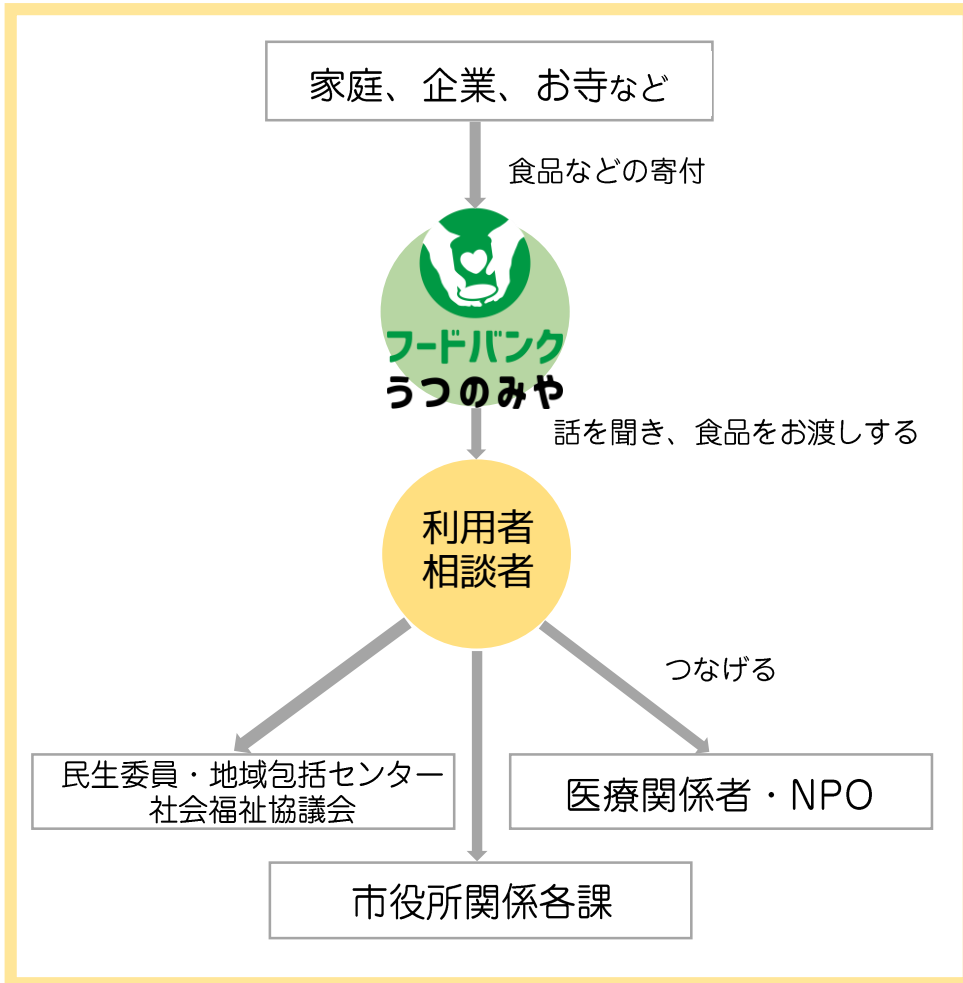 家庭、企業、お寺など
食品などの寄付
フードバンク
うつのみや
話を聞き、食品をお渡しする
利用者
相談者
つなげる
民生委員・地域包括センター
社会福祉協議会
医療関係者・NPO
市役所関係各課